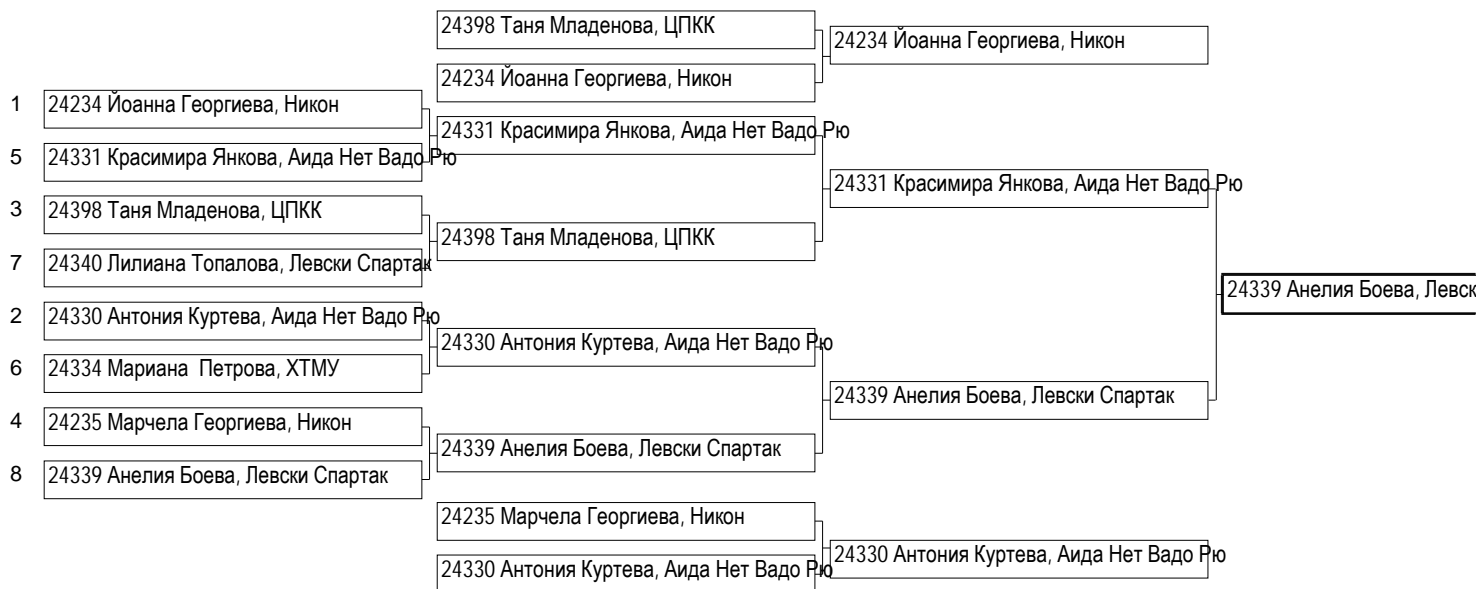 24398 Таня Младенова, ЦПКК
24234 Йоанна Георгиева, Никон
24234 Йоанна Георгиева, Никон
1 24234 Йоанна Георгиева, Никон
24331 Красимира Янкова, Аида Нет Вадо Рю
5 24331 Красимира Янкова, Аида Нет Вадо Рю
24331 Красимира Янкова, Аида Нет Вадо Рю
3 24398 Таня Младенова, ЦПКК
24398 Таня Младенова, ЦПКК
7 24340 Лилиана Топалова, Левски Спартак
24339 Анелия Боева, Левск
2 24330 Антония Куртева, Аида Нет Вадо Рю
24330 Антония Куртева, Аида Нет Вадо Рю
6 24334 Мариана Петрова, ХТМУ
24339 Анелия Боева, Левски Спартак
4 24235 Марчела Георгиева, Никон
24339 Анелия Боева, Левски Спартак
8 24339 Анелия Боева, Левски Спартак
24235 Марчела Георгиева, Никон
24330 Антония Куртева, Аида Нет Вадо Рю
24330 Антония Куртева, Аида Нет Вадо Рю